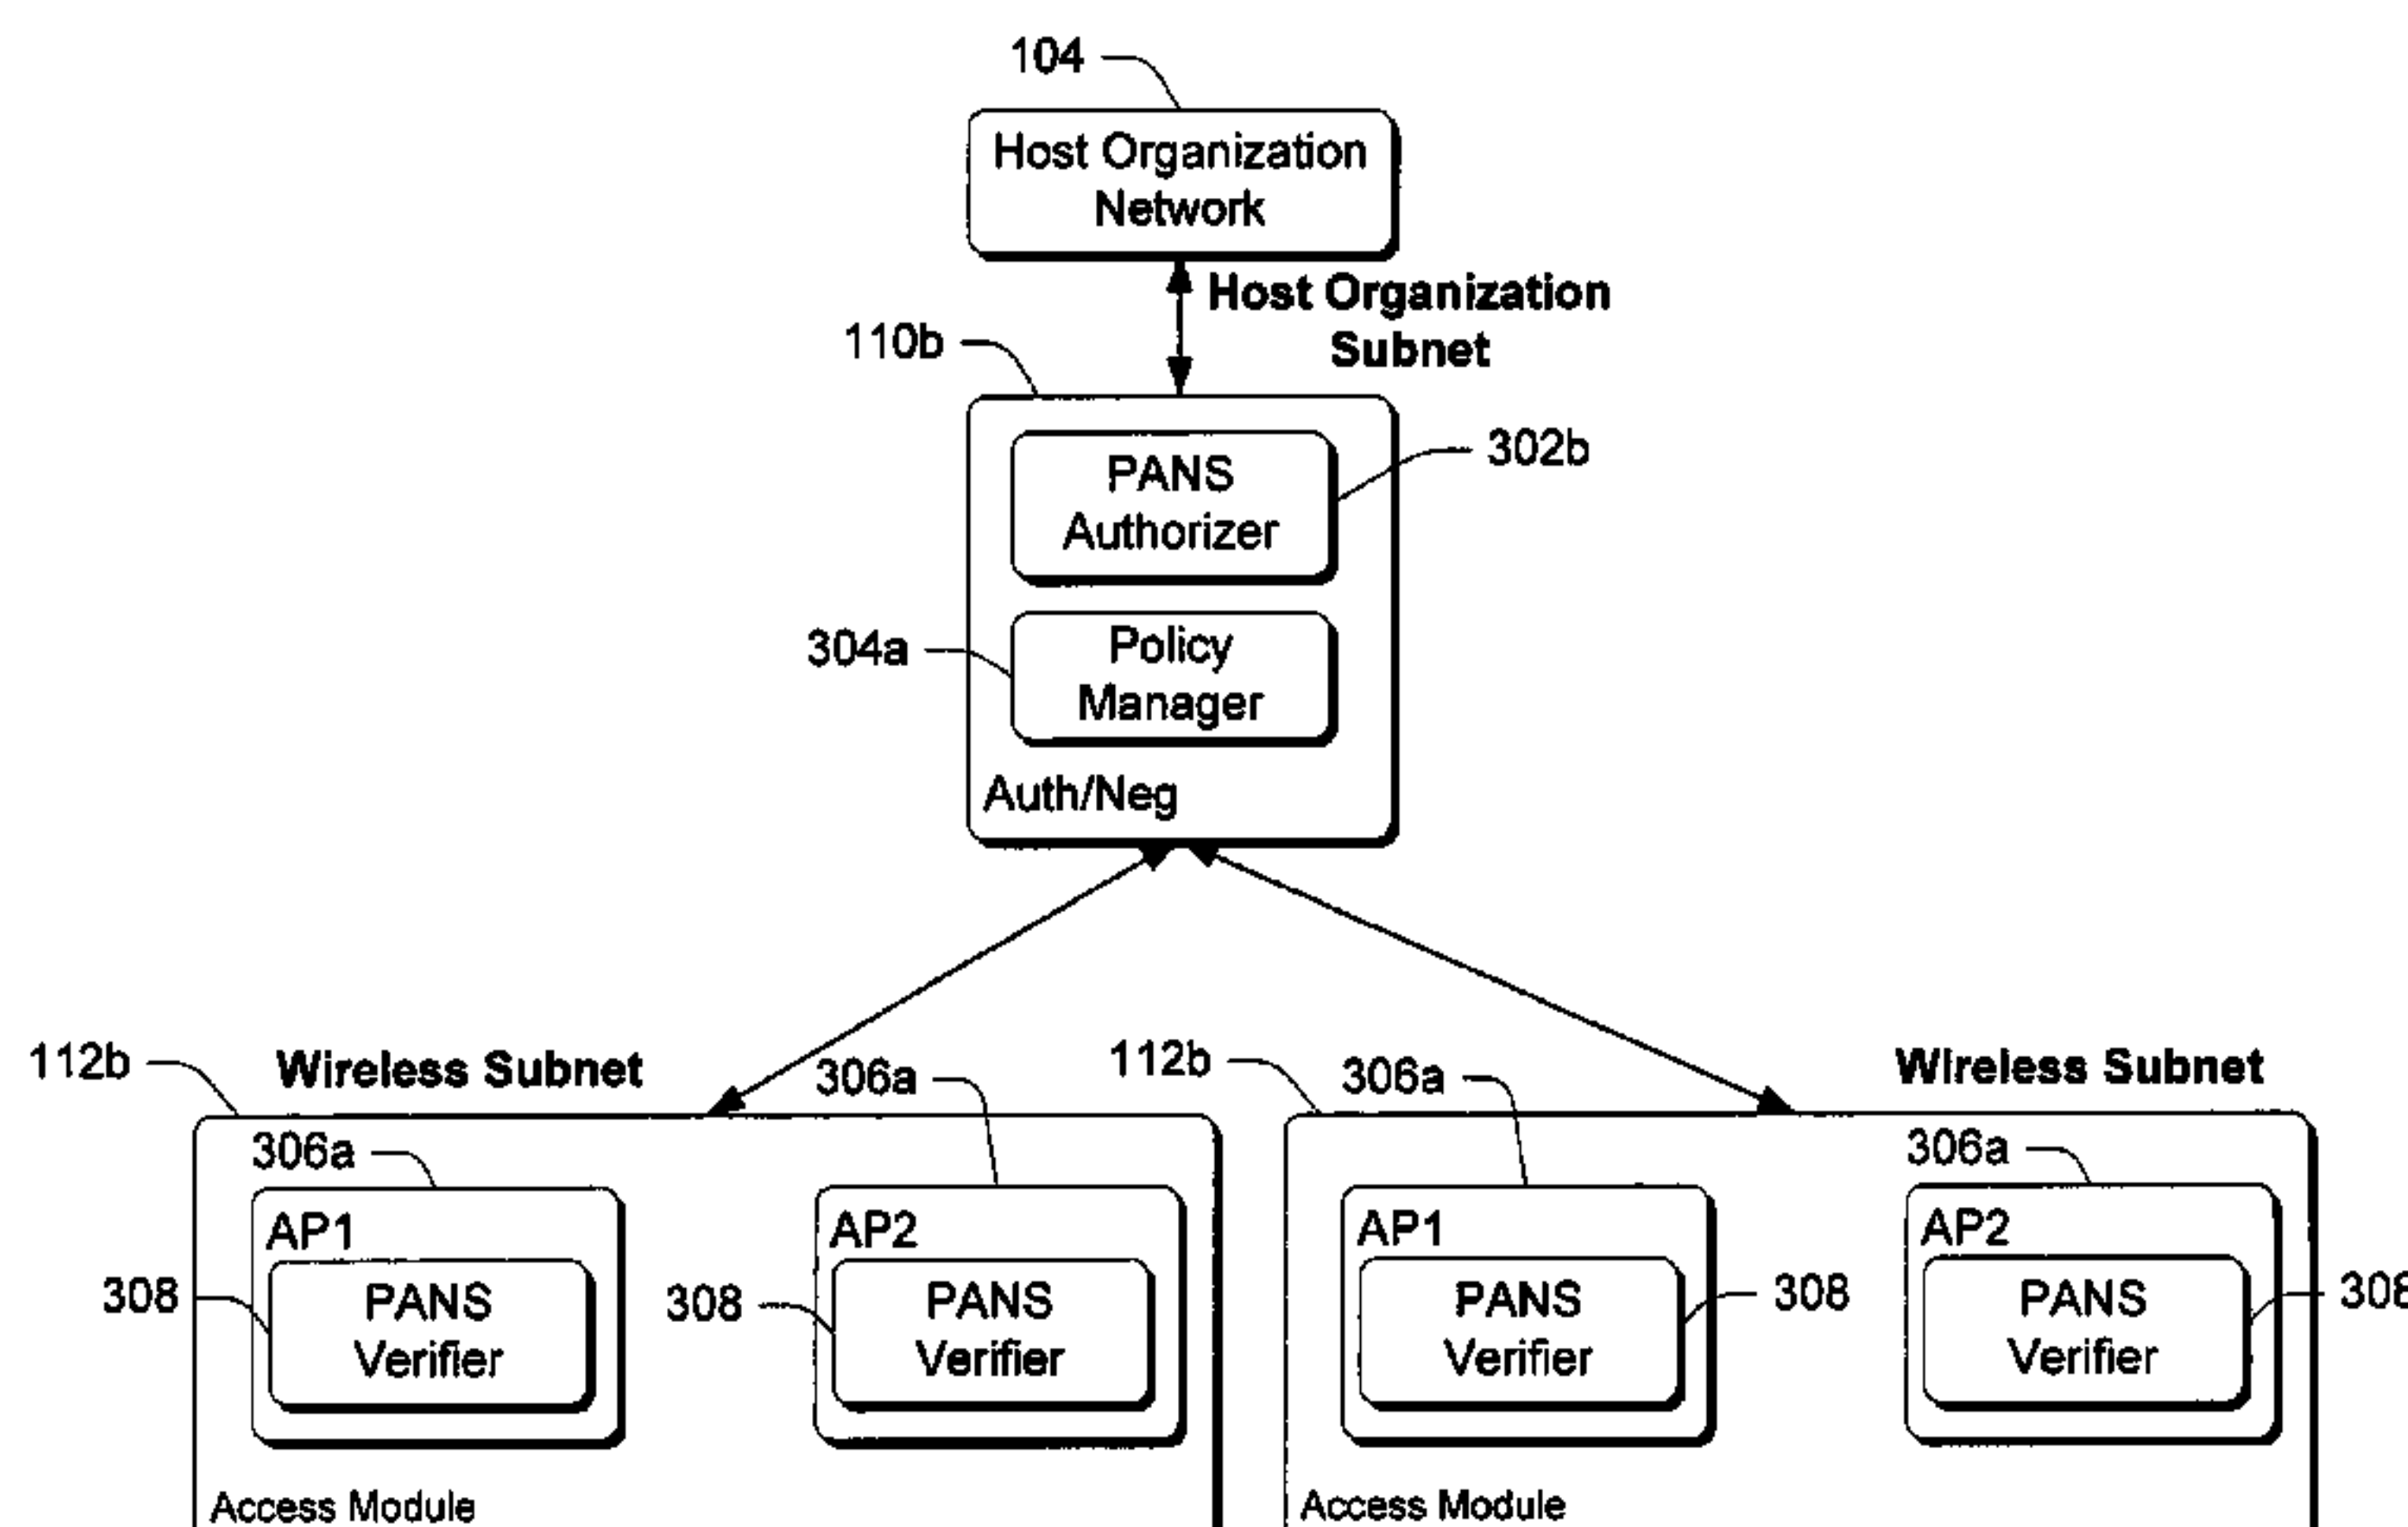 104
Host Organization
Network
Host Organization
Subnet
110b
PANS
Authorizer
302b
304a
Policy
Manager
Auth/Neg
112b
Wireless Subnet
306a
112b
306a
Wireless Subnet
306a
306a
AP1
AP2
AP1
AP2
308
PANS
Verifier
308
PANS
Verifier
PANS
Verifier
308
PANS
Verifier
308
Access Module
Access Module